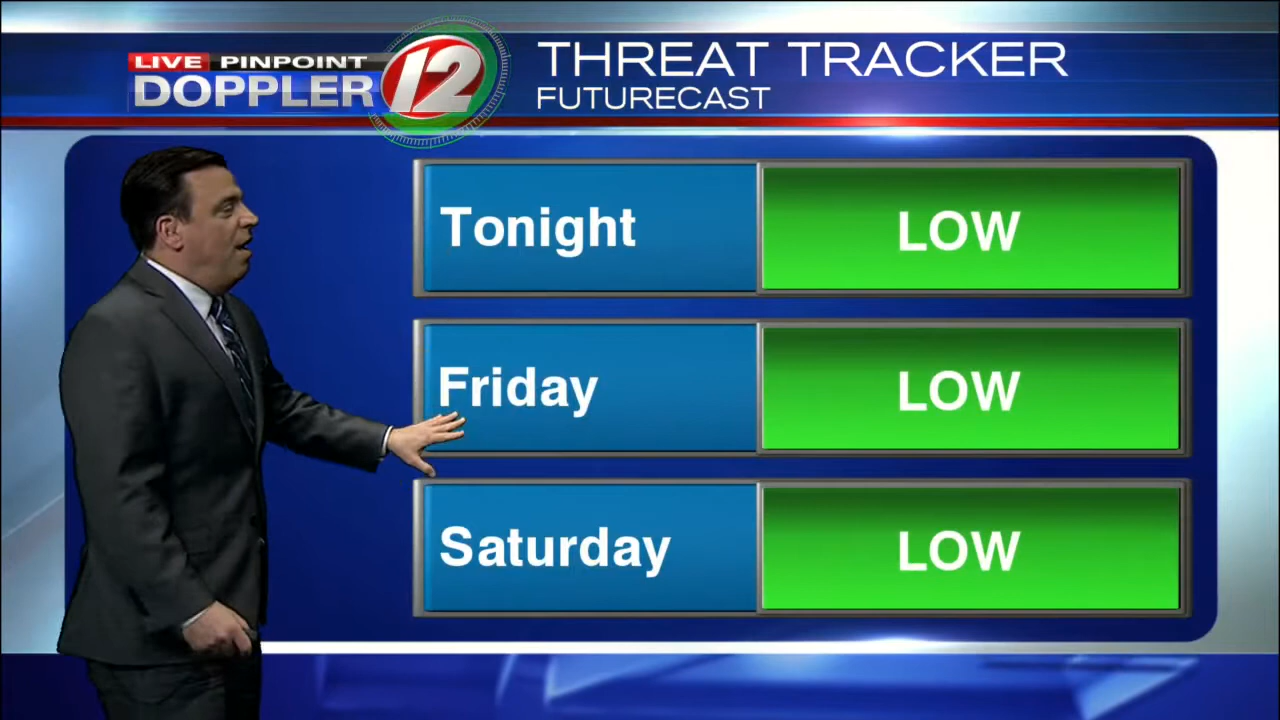 LIVE PINPOINT
DOPPLER 12
THREAT TRACKER
FUTURECAST
Tonight LOW
Friday LOW
Saturday LOW